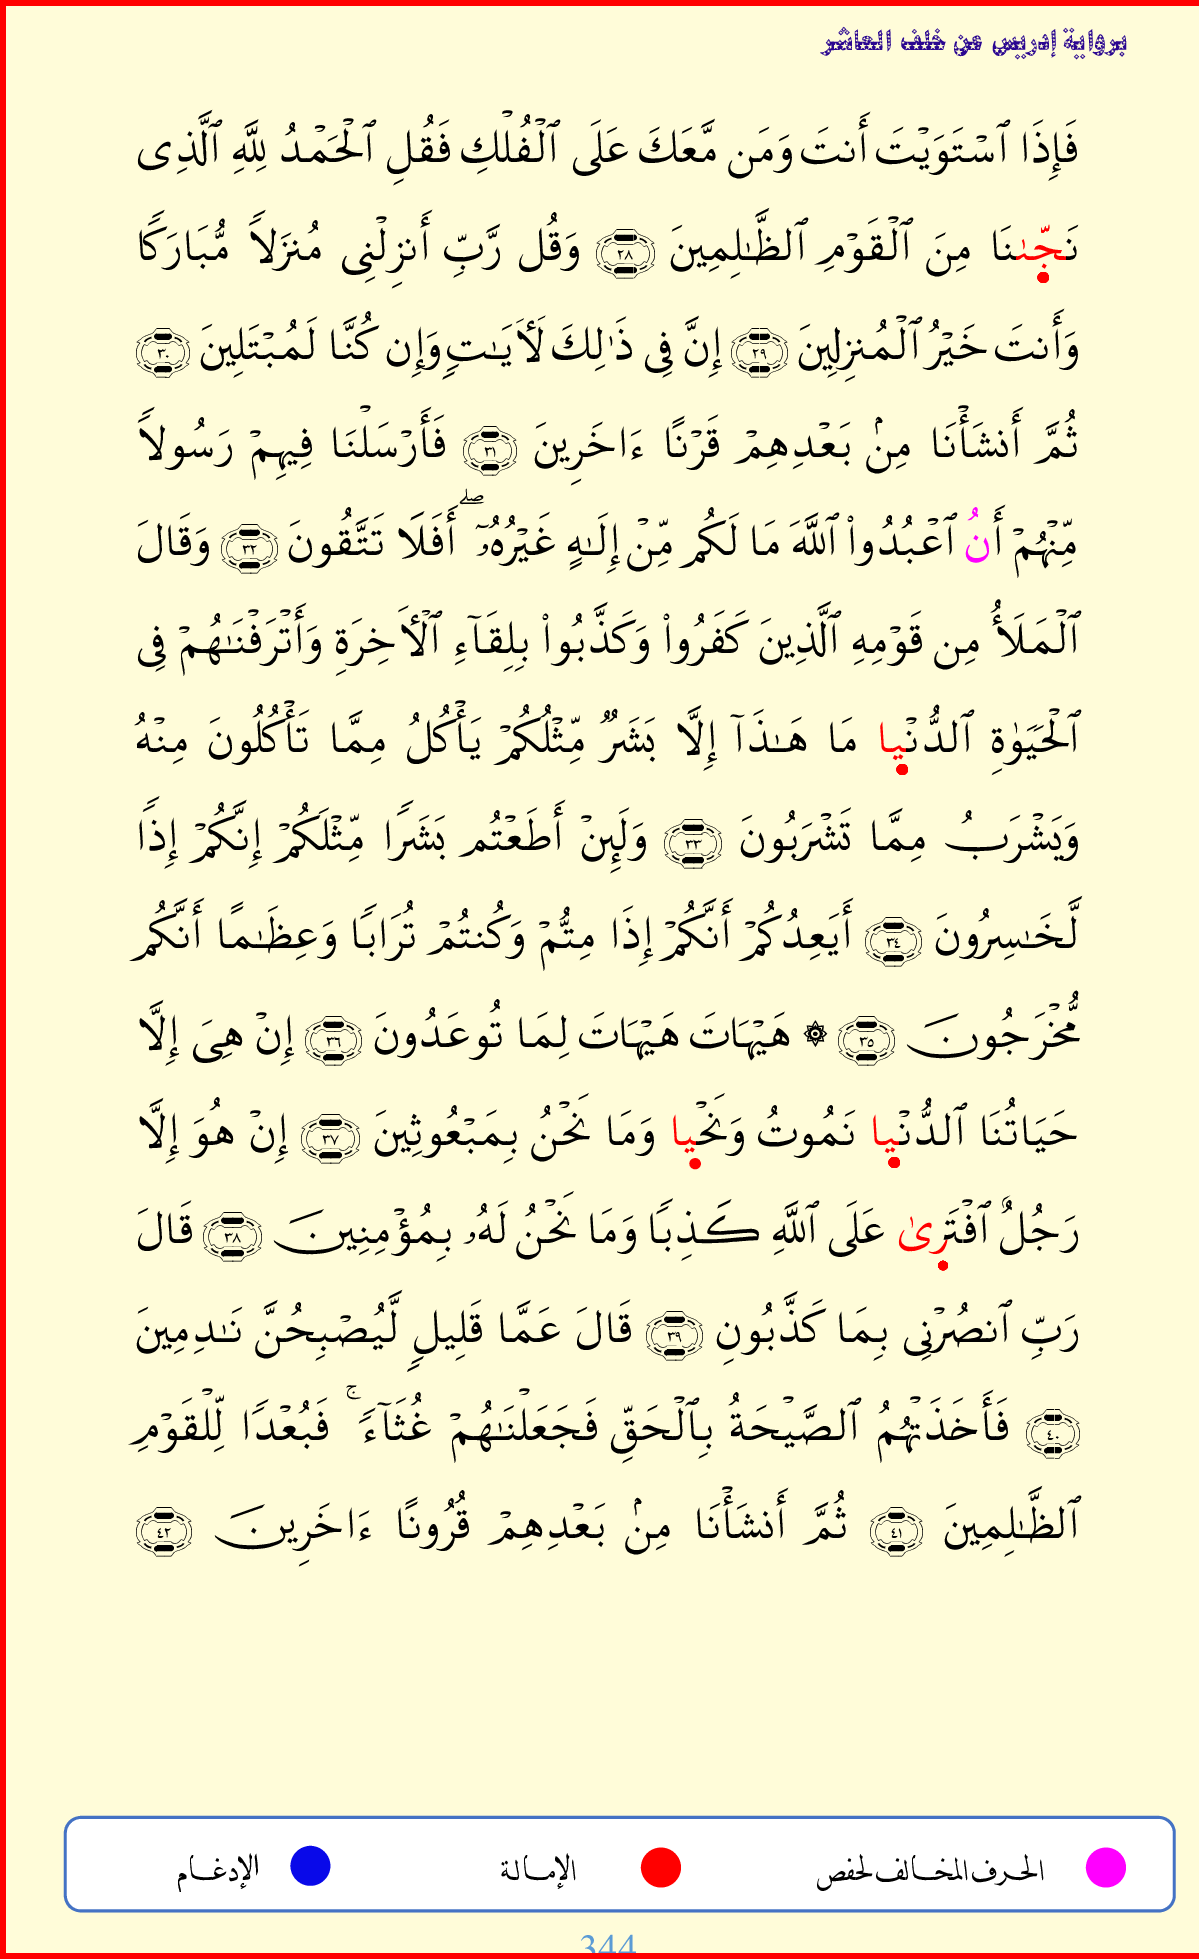 برواية إدريس عن خلف العاشر
فَإِذَا ٱسْتَوَيْتَ أَنتَ وَمَن مَّعَكَ عَلَى ٱلْفُلْكِ فَقُلِ ٱلْحَمْدُ لِلَّهِ ٱلَّذِى
نَجَّىٰنَا مِنَ ٱلْقَوْمِ ٱلظَّٰلِمِينَ ٢٨ وَقُل رَّبِّ أَنزِلْنِى مُنزَلًا مُّبَارَكًا
وَأَنتَ خَيْرُ ٱلْمُنزِلِينَ ٢٩ إِنَّ فِى ذَٰلِكَ لَأٓيَٰتٍ وَإِن كُنَّا لَمُبْتَلِينَ ٣٠
ثُمَّ أَنشَأْنَا مِنۢ بَعْدِهِمْ قَرْنًا ءَاخَرِينَ ٣١ فَأَرْسَلْنَا فِيهِمْ رَسُولًا
مِّنْهُمْ أَنُ ٱعْبُدُوا۟ ٱللَّهَ مَا لَكُم مِّنْ إِلَٰهٍ غَيْرُهُۥٓ ۖ أَفَلَا تَتَّقُونَ ٣٢ وَقَالَ
ٱلْمَلَأُ مِن قَوْمِهِ ٱلَّذِينَ كَفَرُوا۟ وَكَذَّبُوا۟ بِلِقَآءِ ٱلْأَخِرَةِ وَأَتْرَفْنَٰهُمْ فِى
ٱلْحَيَوٰةِ ٱلدُّنْيا مَا هَٰذَآ إِلَّا بَشَرٌ مِّثْلُكُمْ يَأْكُلُ مِمَّا تَأْكُلُونَ مِنْهُ
وَيَشْرَبُ مِمَّا تَشْرَبُونَ ٣٣ وَلَئِنْ أَطَعْتُم بَشَرًا مِّثْلَكُمْ إِنَّكُمْ إِذًا
لَّخَٰسِرُونَ ٣٤ أَيَعِدُكُمْ أَنَّكُمْ إِذَا مِتُّمْ وَكُنتُمْ تُرَابًا وَعِظَٰمًا أَنَّكُم
مُّخْرَجُونَ ٣٥ ۞ هَيْهَاتَ هَيْهَاتَ لِمَا تُوعَدُونَ ٣٦ إِنْ هِىَ إِلَّا
حَيَاتُنَا ٱلدُّنْيا نَمُوتُ وَنَحْيا وَمَا نَحْنُ بِمَبْعُوثِينَ ٣٧ إِنْ هُوَ إِلَّا
رَجُلٌ ٱفْتَرِىٰ عَلَى ٱللَّهِ كَذِبًا وَمَا نَحْنُ لَهُۥ بِمُؤْمِنِينَ ٣٨ قَالَ
رَبِّ ٱنصُرْنِى بِمَا كَذَّبُونِ ٣٩ قَالَ عَمَّا قَلِيلٍ لَّيُصْبِحُنَّ نَٰدِمِينَ
٤٠ فَأَخَذَتْهُمُ ٱلصَّيْحَةُ بِٱلْحَقِّ فَجَعَلْنَٰهُمْ غُثَآءً ۚ فَبُعْدًا لِّلْقَوْمِ
ٱلظَّٰلِمِينَ ٤١ ثُمَّ أَنشَأْنَا مِنۢ بَعْدِهِمْ قُرُونًا ءَاخَرِينَ ٤٢
الحرف المخالف لحفص الإمالة الإدغام
344